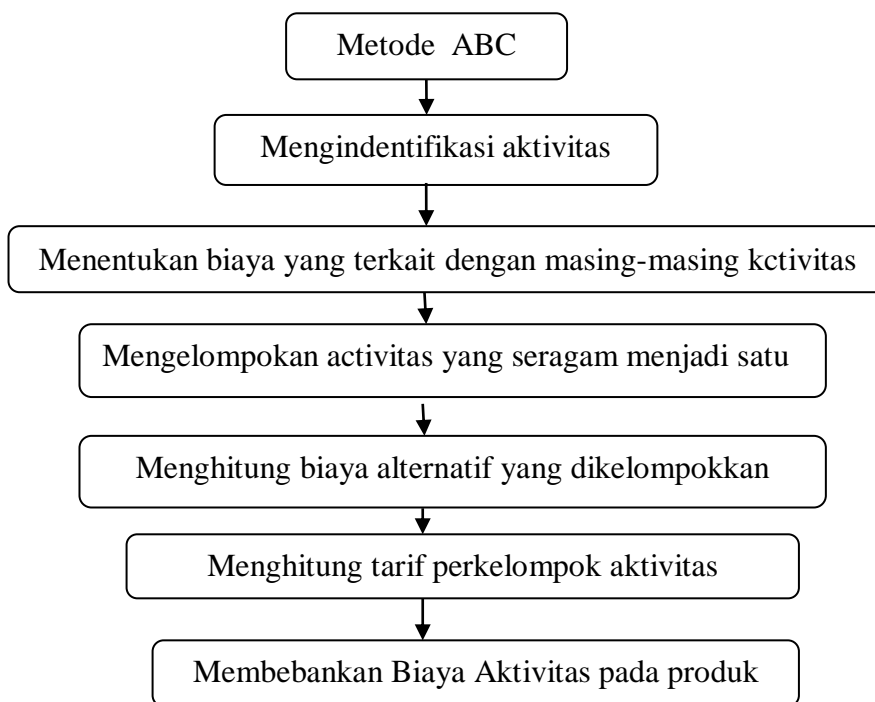 Metode ABC
Mengindentifikasi aktivitas
Menentukan biaya yang terkait dengan masing-masing kctivitas
Mengelompokan activitas yang seragam menjadi satu
Menghitung biaya alternatif yang dikelompokkan
Menghitung tarif perkelompok aktivitas
Membebankan Biaya Aktivitas pada produk